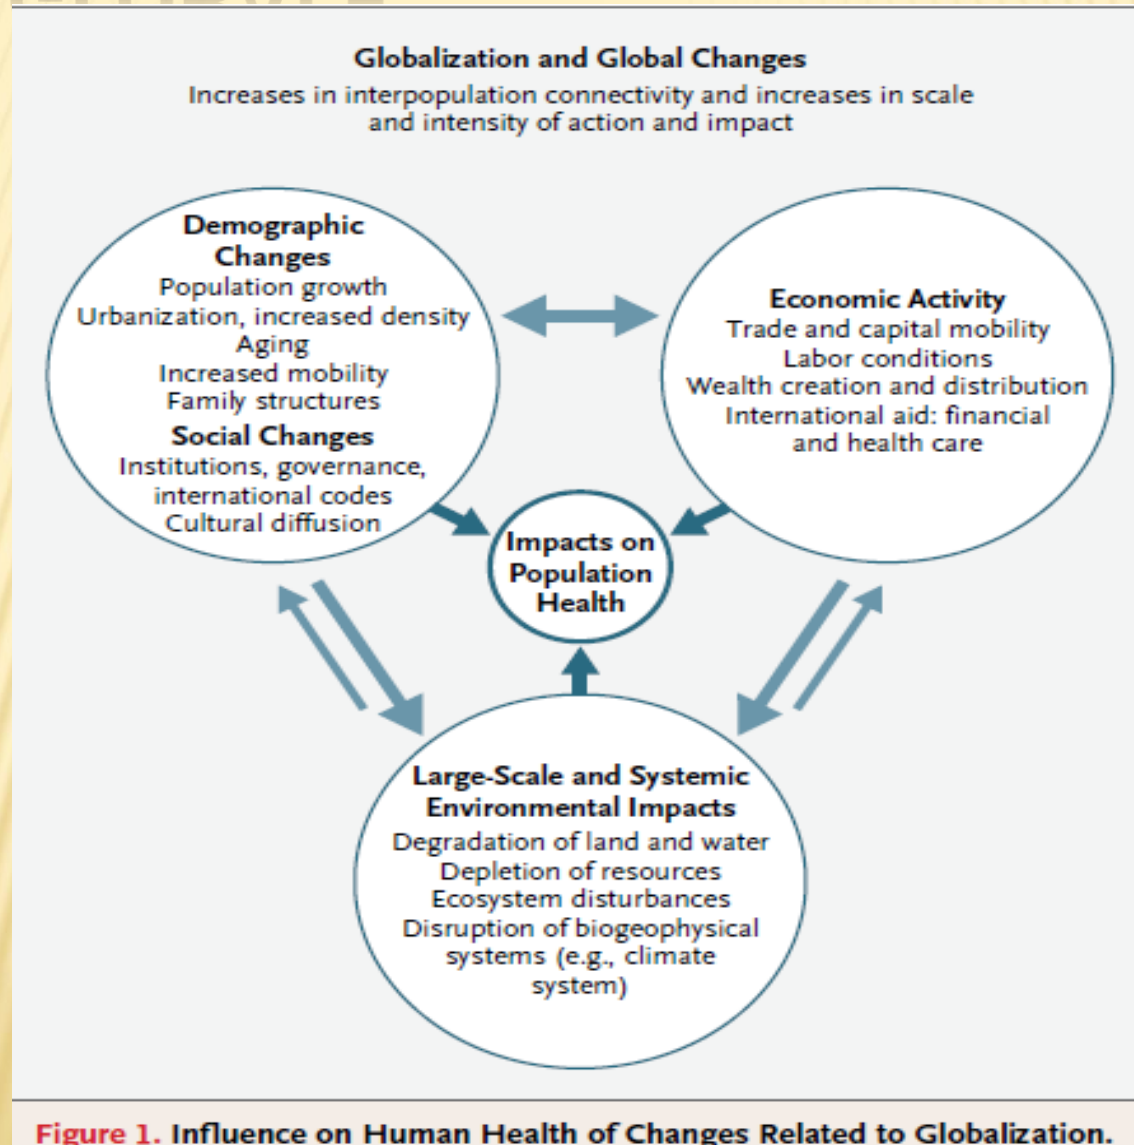 Globalization and Global Changes
Increases in interpopulation connectivity and increases in scale
and intensity of action and impact
Demographic
Changes
Population growth
Urbanization, increased density
Aging
Increased mobility
Family structures
Social Changes
Institutions, governance,
international codes
Cultural diffusion
Economic Activity
Trade and capital mobility
Labor conditions
Wealth creation and distribution
International aid: financial
and health care
Impacts on
Population
Health
Large-Scale and Systemic
Environmental Impacts
Degradation of land and water
Depletion of resources
Ecosystem disturbances
Disruption of biogeophysical
systems (e.g., climate
system)
Figure 1. Influence on Human Health of Changes Related to Globalization.